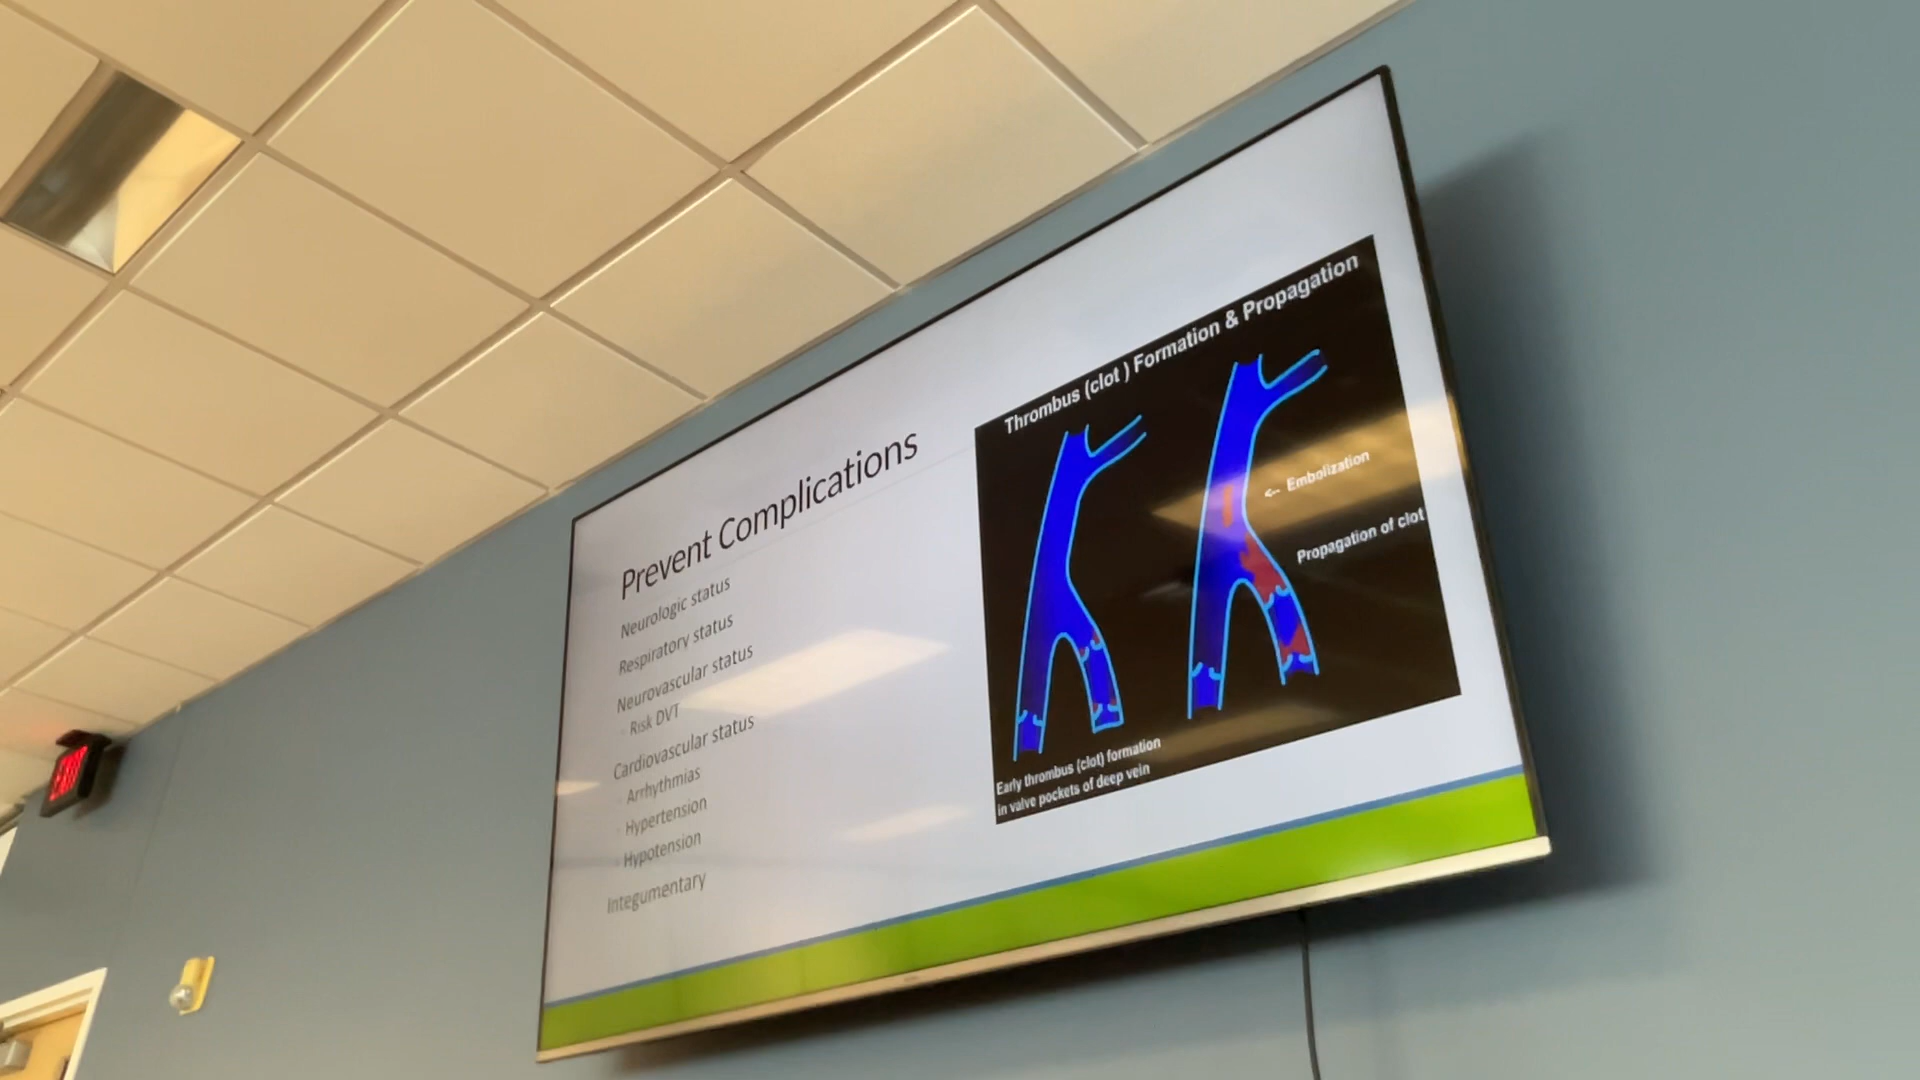 Prevent Complications
Neurologic status
Respiratory status
Neurovascular status
- Risk DVT
Cardiovascular status
- Arrhythmias
- Hypertension
- Hypotension
Integumentary
Thrombus (clot ) Formation & Propagation
<-- Embolization
Propagation of clot
Early thrombus (clot) formation
in valve pockets of deep vein